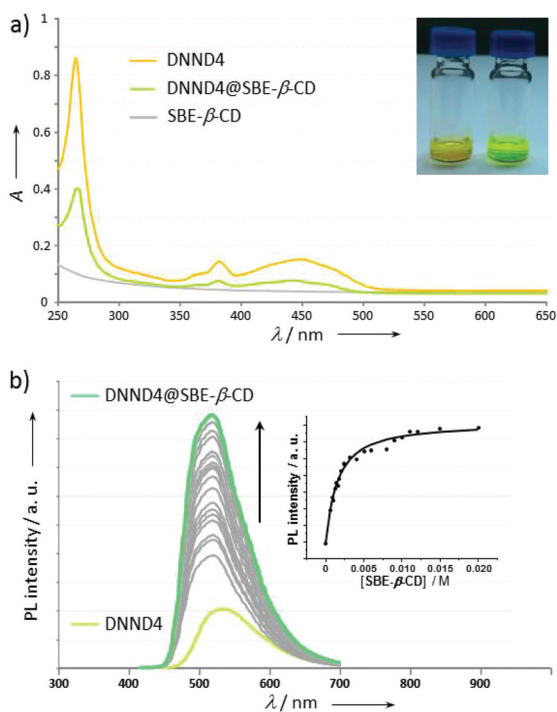 a)
1
0.8
0.6
0.4
0.2
0
A
DNND4
DNND4@SBE-β-CD
SBE-β-CD
250 300 350 400 450 500 550 600 650
λ / nm
b)
PL intensity / a. u.
DNND4@SBE-β-CD
DNND4
PL intensity / a. u.
0 0.005 0.010 0.015 0.020
[SBE-β-CD] / M
300 400 500 600 700 800 900
λ / nm